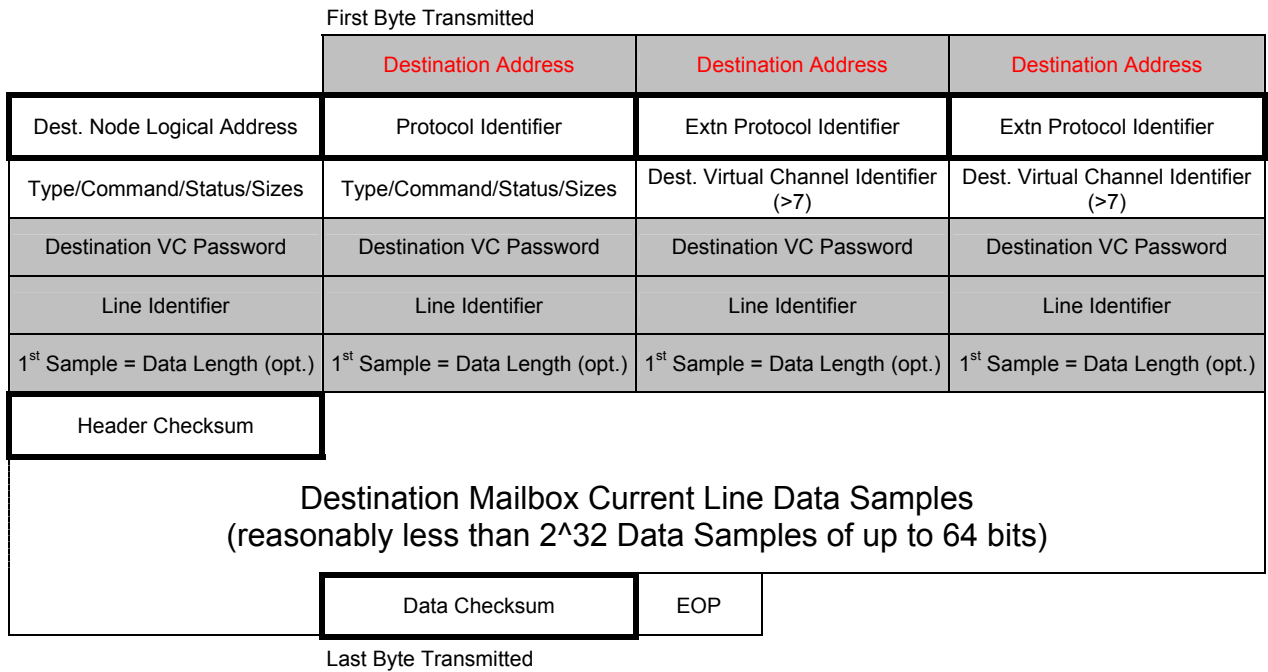 First Byte Transmitted
Destination Address Destination Address Destination Address
Dest. Node Logical Address Protocol Identifier Extn Protocol Identifier Extn Protocol Identifier
Type/Command/Status/Sizes Type/Command/Status/Sizes Dest. Virtual Channel Identifier (>7) Dest. Virtual Channel Identifier (>7)
Destination VC Password Destination VC Password Destination VC Password Destination VC Password
Line Identifier Line Identifier Line Identifier Line Identifier
1st Sample = Data Length (opt.) 1st Sample = Data Length (opt.) 1st Sample = Data Length (opt.) 1st Sample = Data Length (opt.)
Header Checksum
Destination Mailbox Current Line Data Samples
(reasonably less than 2^32 Data Samples of up to 64 bits)
Data Checksum EOP
Last Byte Transmitted